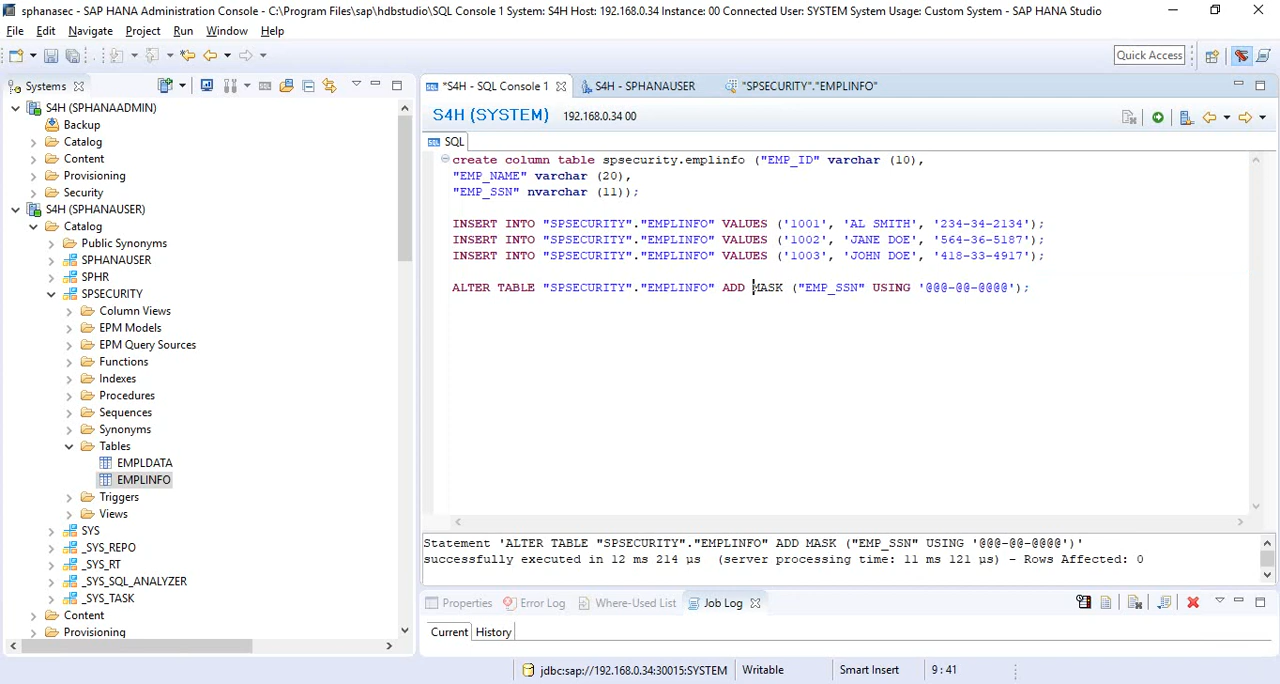 sphanasec - SAP HANA Administration Console - C:\Program Files\sap\hdbstudio\SQL Console 1 System: S4H Host: 192.168.0.34 Instance: 00 Connected User: SYSTEM System Usage: Custom System - SAP HANA Studio
File Edit Navigate Project Run Window Help
Quick Access
Systems
S4H (SPHANAADMIN)
Backup
Catalog
Content
Provisioning
Security
S4H (SPHANAUSER)
Catalog
Public Synonyms
SPHANAUSER
SPHR
SPSECURITY
Column Views
EPM Models
EPM Query Sources
Functions
Indexes
Procedures
Sequences
Synonyms
Tables
EMPLDATA
EMPLINFO
Triggers
Views
SYS
_SYS_REPO
_SYS_RT
_SYS_SQL_ANALYZER
_SYS_TASK
Content
Provisioning
*S4H - SQL Console 1 S4H - SPHANAUSER "SPSECURITY"."EMPLINFO"
S4H (SYSTEM) 192.168.0.34 00
SQL
create column table spsecurity.emplinfo ("EMP_ID" varchar (10),
"EMP_NAME" varchar (20),
"EMP_SSN" nvarchar (11));
INSERT INTO "SPSECURITY"."EMPLINFO" VALUES ('1001', 'AL SMITH', '234-34-2134');
INSERT INTO "SPSECURITY"."EMPLINFO" VALUES ('1002', 'JANE DOE', '564-36-5187');
INSERT INTO "SPSECURITY"."EMPLINFO" VALUES ('1003', 'JOHN DOE', '418-33-4917');
ALTER TABLE "SPSECURITY"."EMPLINFO" ADD MASK ("EMP_SSN" USING '@@@-@@-@@@@');
Statement 'ALTER TABLE "SPSECURITY"."EMPLINFO" ADD MASK ("EMP_SSN" USING '@@@-@@-@@@@')'
successfully executed in 12 ms 214 µs (server processing time: 11 ms 121 µs) - Rows Affected: 0
Properties Error Log Where-Used List Job Log
Current History
jdbc:sap://192.168.0.34:30015:SYSTEM Writable Smart Insert 9 : 41